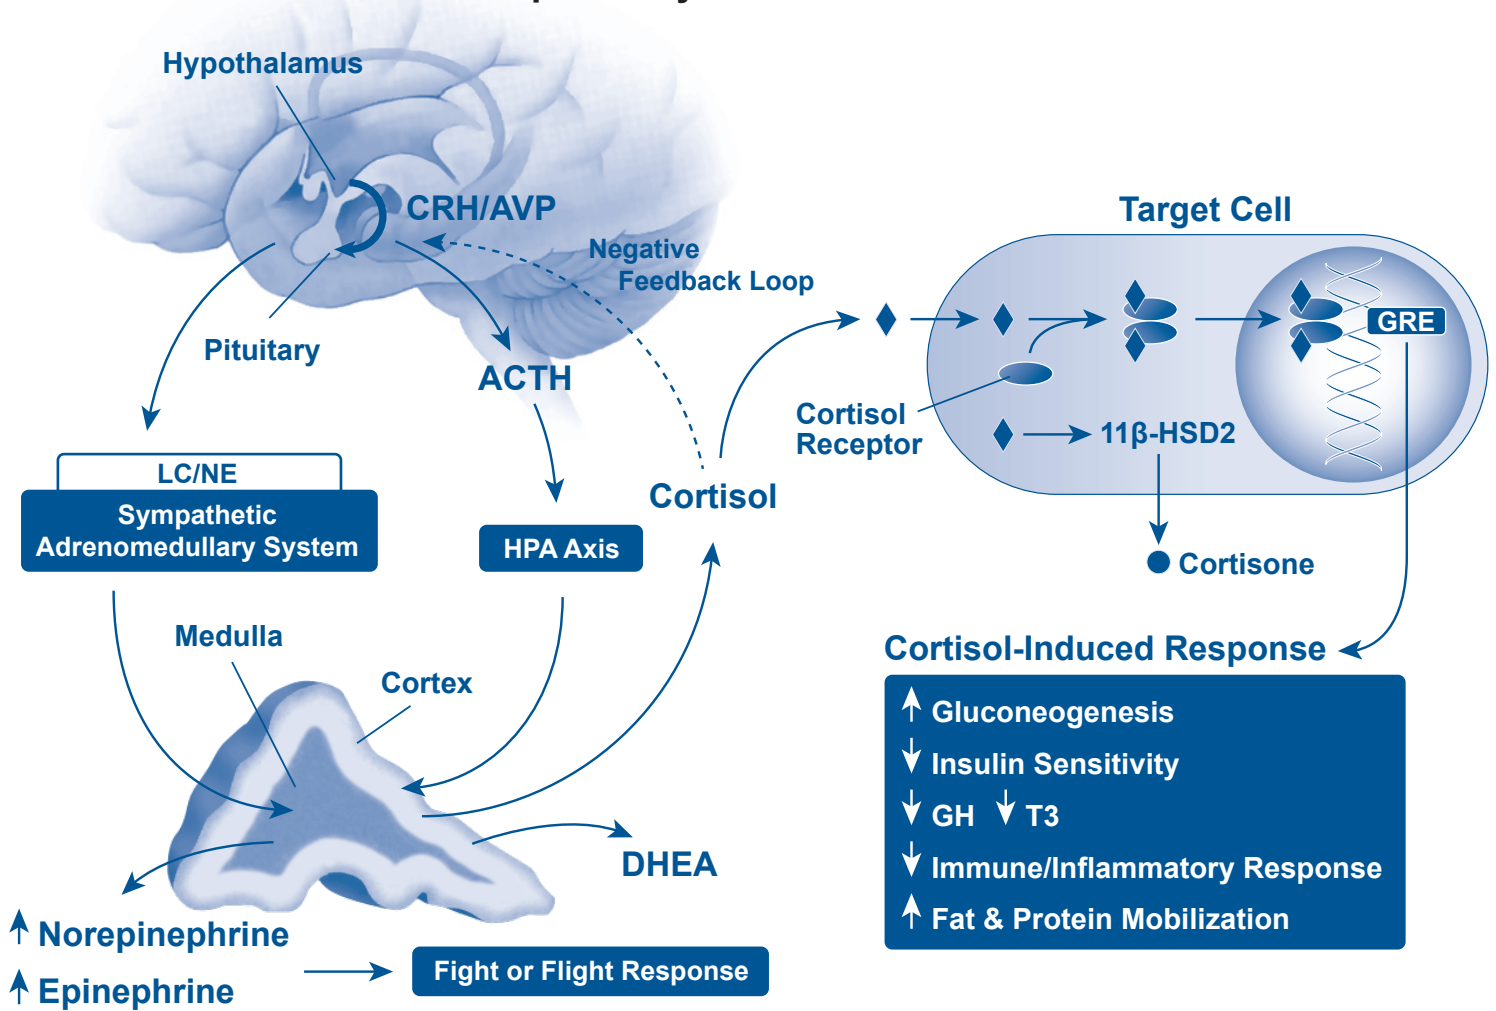 Hypothalamus
CRH/AVP
Negative
Feedback Loop
Pituitary
ACTH
LC/NE
Sympathetic
Adrenomedullary System
HPA Axis
Cortisol
Medulla
Cortex
DHEA
Norepinephrine
Epinephrine
Fight or Flight Response
Target Cell
GRE
Cortisol
Receptor
11β-HSD2
Cortisone
Cortisol-Induced Response
Gluconeogenesis
Insulin Sensitivity
GH T3
Immune/Inflammatory Response
Fat & Protein Mobilization